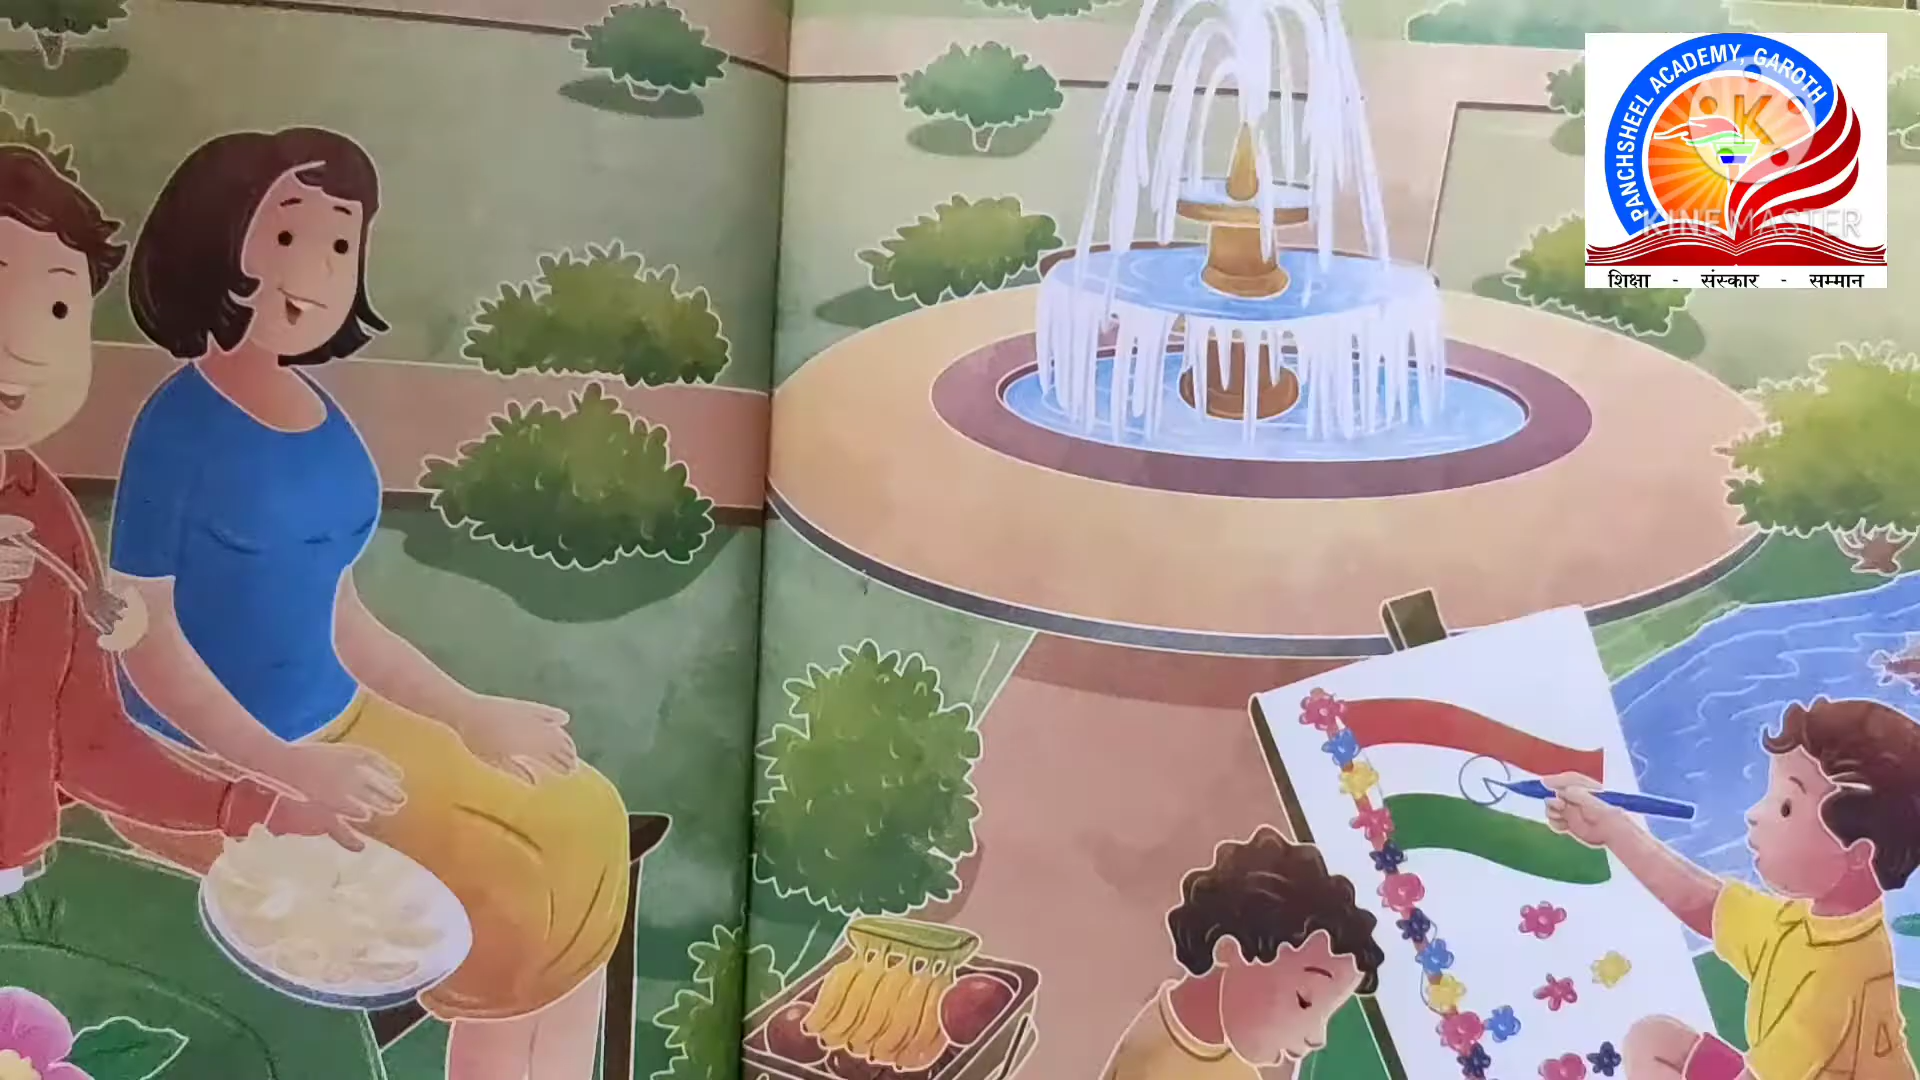 PANCHSHEEL ACADEMY, GAROTH
K
KINEMASTER
शिक्षा - संस्कार - सम्मान